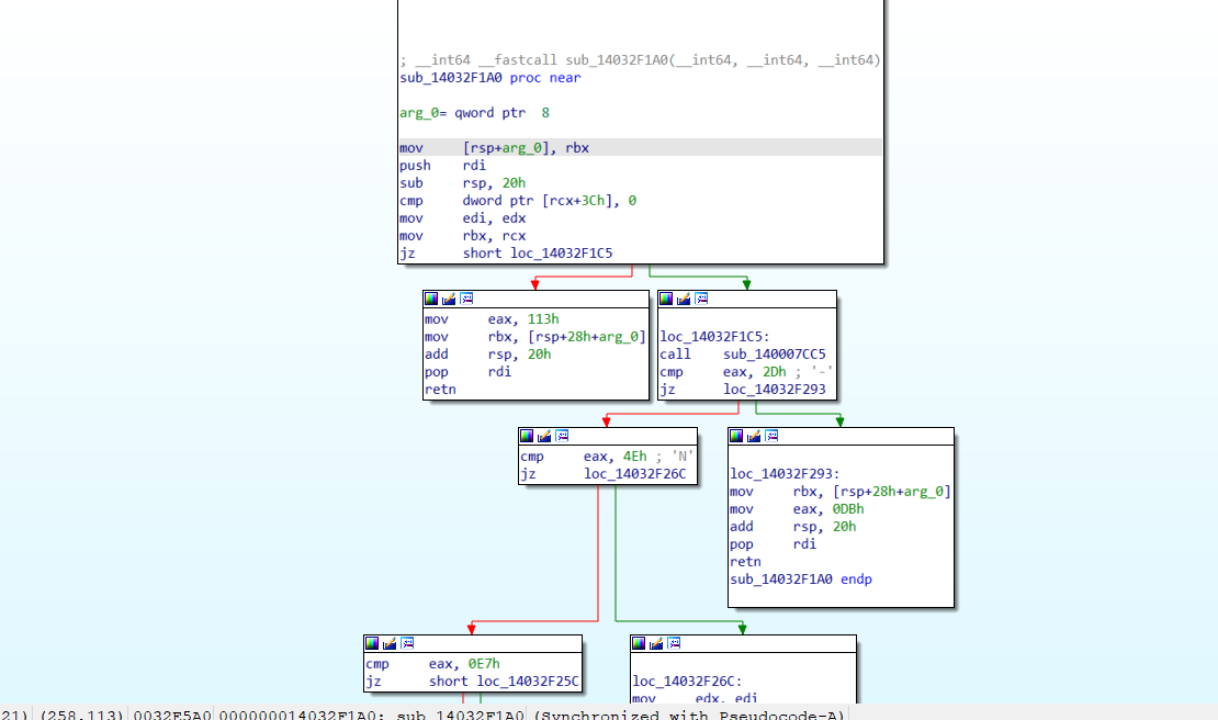 ; __int64 __fastcall sub_14032F1A0(__int64, __int64, __int64)
sub_14032F1A0 proc near
arg_0= qword ptr  8
mov     [rsp+arg_0], rbx
push    rdi
sub     rsp, 20h
cmp     dword ptr [rcx+3Ch], 0
mov     edi, edx
mov     rbx, rcx
jz      short loc_14032F1C5
mov     eax, 113h
mov     rbx, [rsp+28h+arg_0]
add     rsp, 20h
pop     rdi
retn
loc_14032F1C5:
call    sub_140007CC5
cmp     eax, 2Dh ; '-'
jz      loc_14032F293
cmp     eax, 4Eh ; 'N'
jz      loc_14032F26C
loc_14032F293:
mov     rbx, [rsp+28h+arg_0]
mov     eax, 0DBh
add     rsp, 20h
pop     rdi
retn
sub_14032F1A0 endp
cmp     eax, 0E7h
jz      short loc_14032F25C
loc_14032F26C:
mov     edx, edi
21) (258,113) 0032E5A0 000000014032F1A0: sub_14032F1A0 (Synchronized with Pseudocode-A)